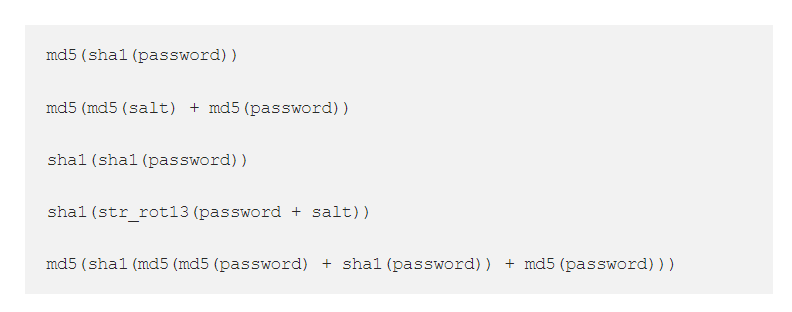 md5(sha1(password))
md5(md5(salt) + md5(password))
sha1(sha1(password))
sha1(str_rot13(password + salt))
md5(sha1(md5(md5(password) + sha1(password)) + md5(password)))